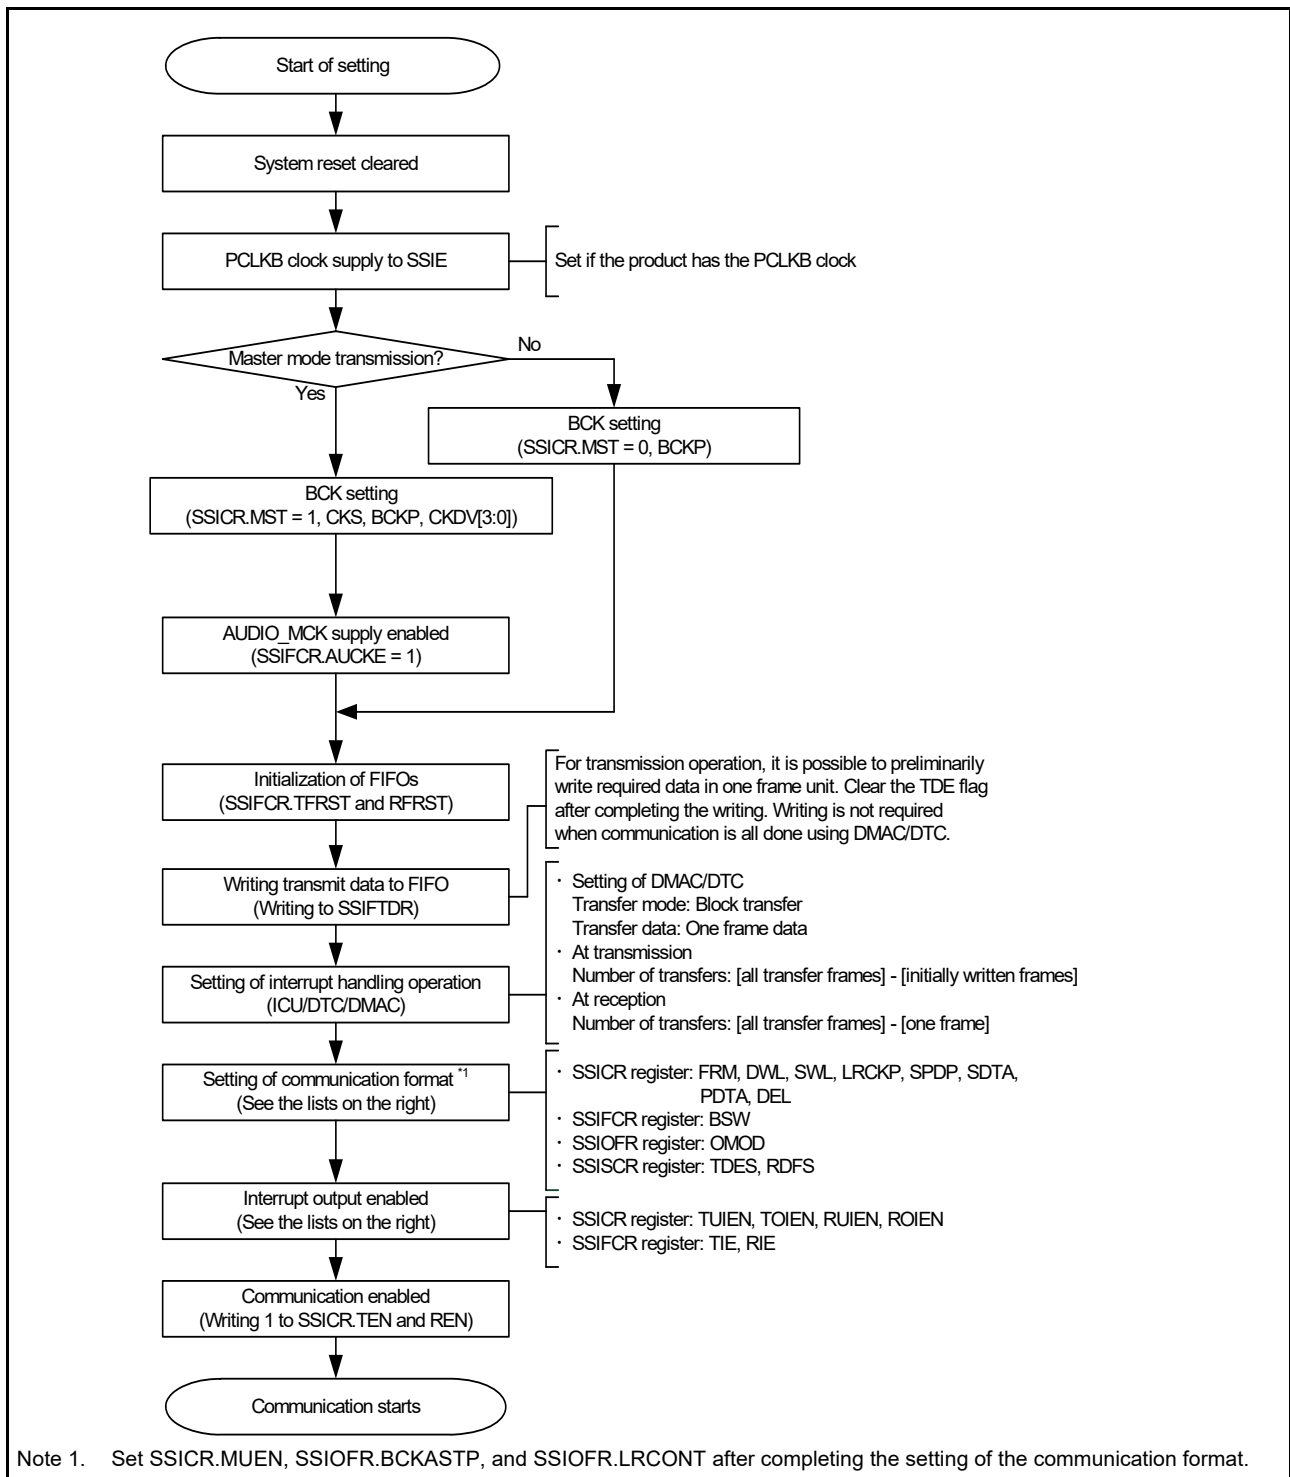 Start of setting
System reset cleared
PCLKB clock supply to SSIE
Set if the product has the PCLKB clock
Master mode transmission?
No
Yes
BCK setting
(SSICR.MST = 0, BCKP)
BCK setting
(SSICR.MST = 1, CKS, BCKP, CKDV[3:0])
AUDIO_MCK supply enabled
(SSIFCR.AUCKE = 1)
Initialization of FIFOs
(SSIFCR.TFRST and RFRST)
For transmission operation, it is possible to preliminarily
write required data in one frame unit. Clear the TDE flag
after completing the writing. Writing is not required
when communication is all done using DMAC/DTC.
Writing transmit data to FIFO
(Writing to SSIFTDR)
· Setting of DMAC/DTC
Transfer mode: Block transfer
Transfer data: One frame data
· At transmission
Number of transfers: [all transfer frames] - [initially written frames]
· At reception
Number of transfers: [all transfer frames] - [one frame]
Setting of interrupt handling operation
(ICU/DTC/DMAC)
Setting of communication format *1
(See the lists on the right)
· SSICR register: FRM, DWL, SWL, LRCKP, SPDP, SDTA,
PDTA, DEL
· SSIFCR register: BSW
· SSIOFR register: OMOD
· SSISCR register: TDES, RDFS
Interrupt output enabled
(See the lists on the right)
· SSICR register: TUIEN, TOIEN, RUIEN, ROIEN
· SSIFCR register: TIE, RIE
Communication enabled
(Writing 1 to SSICR.TEN and REN)
Communication starts
Note 1. Set SSICR.MUEN, SSIOFR.BCKASTP, and SSIOFR.LRCONT after completing the setting of the communication format.